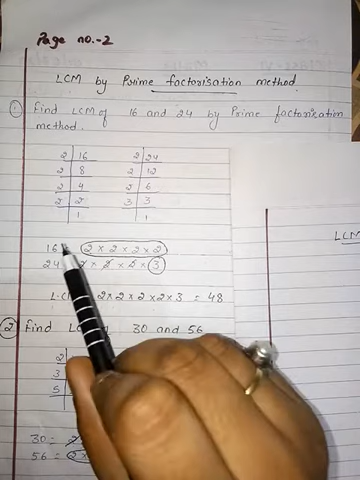 Page no.-2
LCM by Prime factorisation method.
① Find LCM of 16 and 24 by Prime factorisation
method.
2 | 16    2 | 24
2 | 8    2 | 12
2 | 4    2 | 6
2 | 2    3 | 3
1    1
16 2 × 2 × 2 × 2
24 2 × 2 × 2 × 3
LCM 2×2×2×2×3 = 48
② Find 30 and 56
2
3
5
30 =
56 = 2
LCM